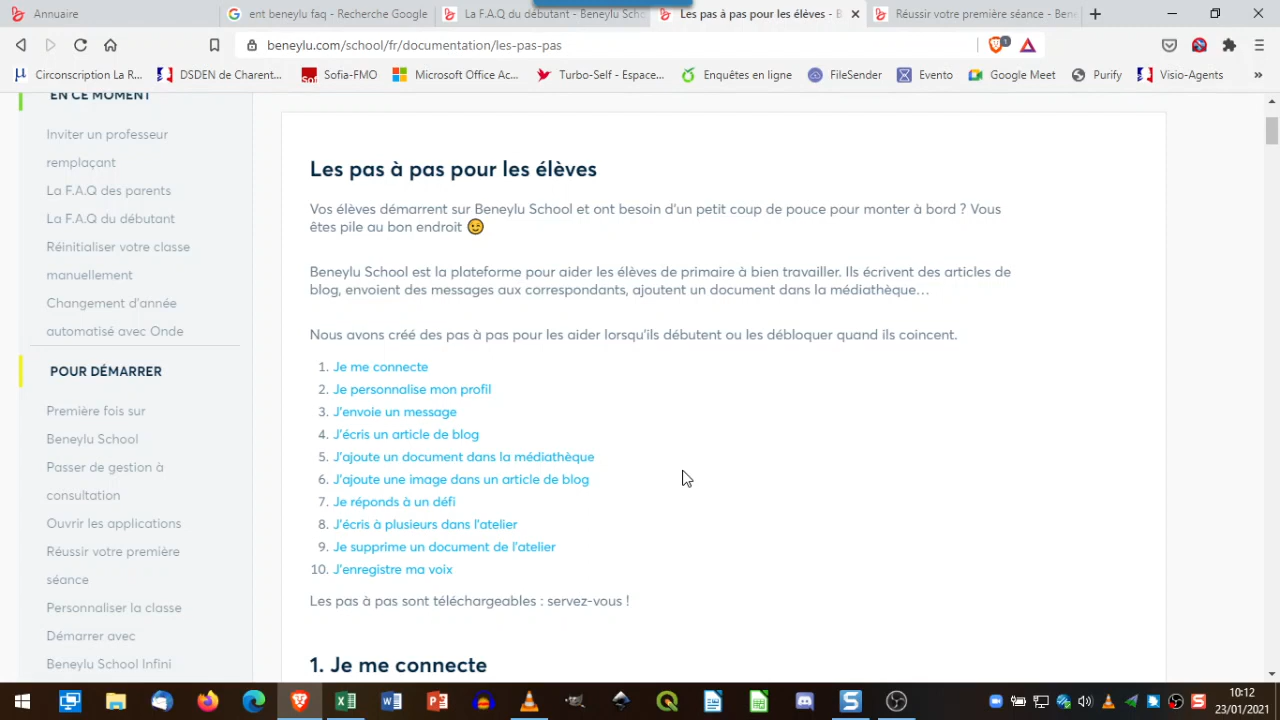 Annuaire
ent beneylu faq - Recherche Google
La F.A.Q du débutant - Beneylu Scho
Les pas à pas pour les élèves - B
Réussir votre première séance - Ben
beneylu.com/school/fr/documentation/les-pas-pas
1
Circonscription La R...
DSDEN de Charent...
Sofia-FMO
Microsoft Office Ac...
Turbo-Self - Espace...
Enquêtes en ligne
FileSender
Evento
Google Meet
Purify
Visio-Agents
»
EN CE MOMENT
Inviter un professeur
remplaçant
La F.A.Q des parents
La F.A.Q du débutant
Réinitialiser votre classe
manuellement
Changement d'année
automatisé avec Onde
POUR DÉMARRER
Première fois sur
Beneylu School
Passer de gestion à
consultation
Ouvrir les applications
Réussir votre première
séance
Personnaliser la classe
Démarrer avec
Beneylu School Infini
Les pas à pas pour les élèves
Vos élèves démarrent sur Beneylu School et ont besoin d'un petit coup de pouce pour monter à bord ? Vous
êtes pile au bon endroit 😉
Beneylu School est la plateforme pour aider les élèves de primaire à bien travailler. Ils écrivent des articles de
blog, envoient des messages aux correspondants, ajoutent un document dans la médiathèque…
Nous avons créé des pas à pas pour les aider lorsqu'ils débutent ou les débloquer quand ils coincent.
1. Je me connecte
2. Je personnalise mon profil
3. J'envoie un message
4. J'écris un article de blog
5. J'ajoute un document dans la médiathèque
6. J'ajoute une image dans un article de blog
7. Je réponds à un défi
8. J'écris à plusieurs dans l'atelier
9. Je supprime un document de l'atelier
10. J'enregistre ma voix
Les pas à pas sont téléchargeables : servez-vous !
1. Je me connecte
10:12
23/01/2021